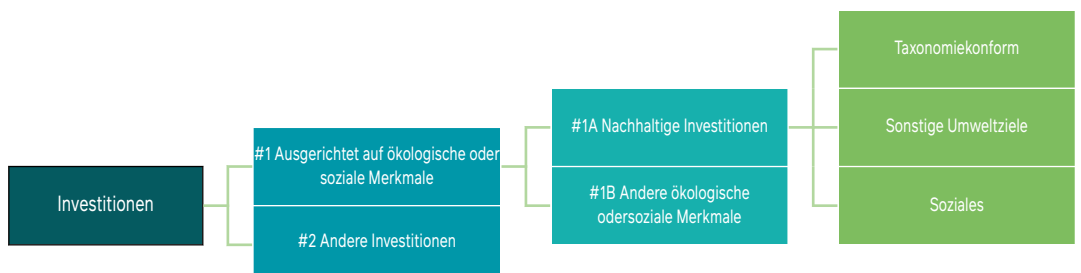 Investitionen
#1 Ausgerichtet auf ökologische oder
soziale Merkmale
#2 Andere Investitionen
#1A Nachhaltige Investitionen
#1B Andere ökologische
odersoziale Merkmale
Taxonomiekonform
Sonstige Umweltziele
Soziales